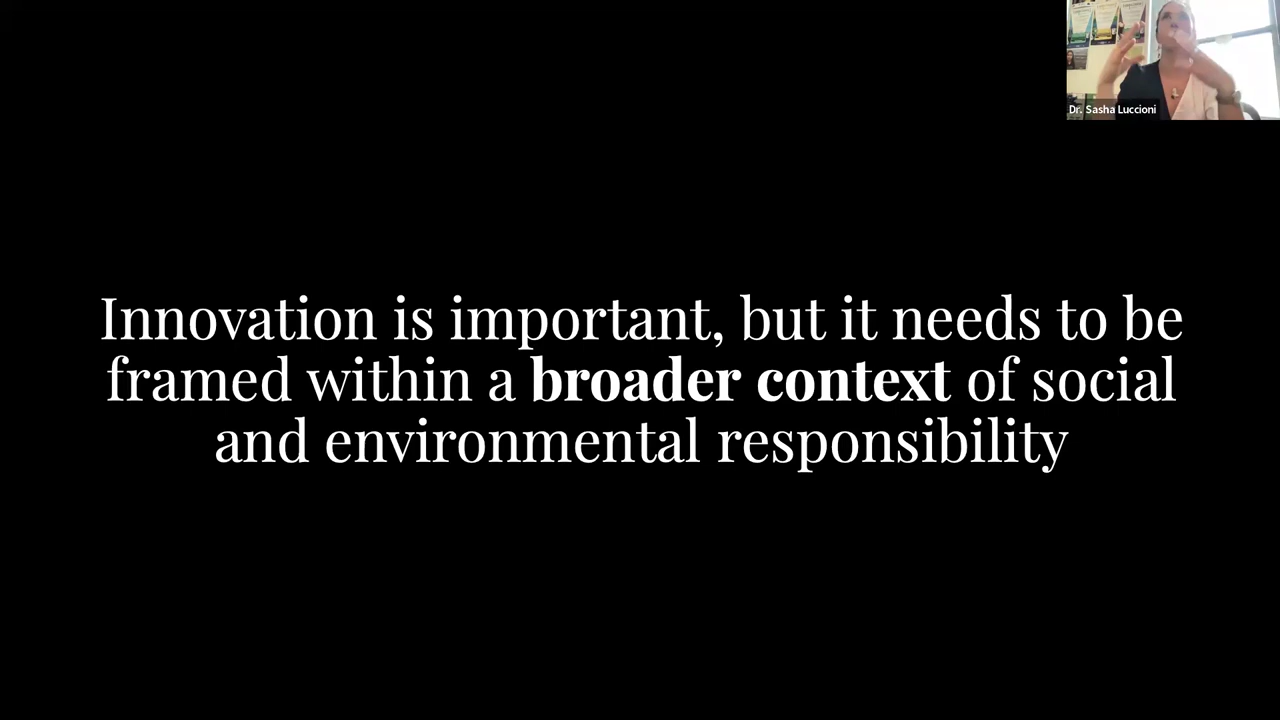 Dr. Sasha Luccioni
Innovation is important, but it needs to be
framed within a broader context of social
and environmental responsibility